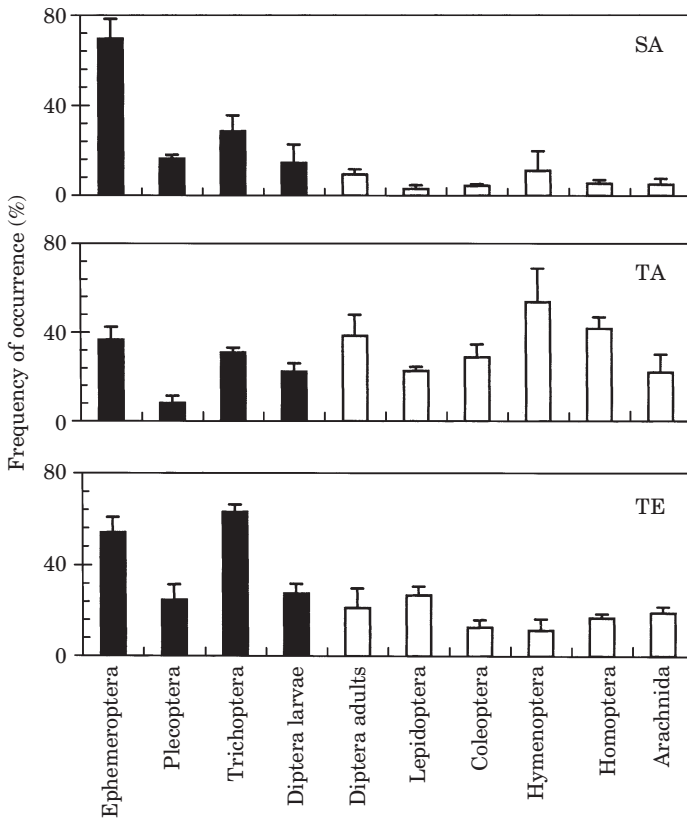 Frequency of occurrence (%)
80
40
0
SA
80
40
0
TA
80
40
0
TE
Ephemeroptera
Plecoptera
Trichoptera
Diptera larvae
Diptera adults
Lepidoptera
Coleoptera
Hymenoptera
Homoptera
Arachnida